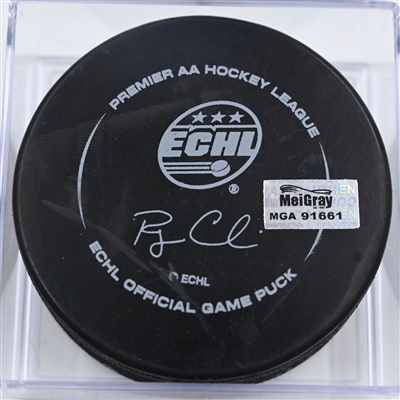 PREMIER AA HOCKEY LEAGUE
ECHL
®
MeiGray
MGA 91661
© ECHL
ECHL OFFICIAL GAME PUCK